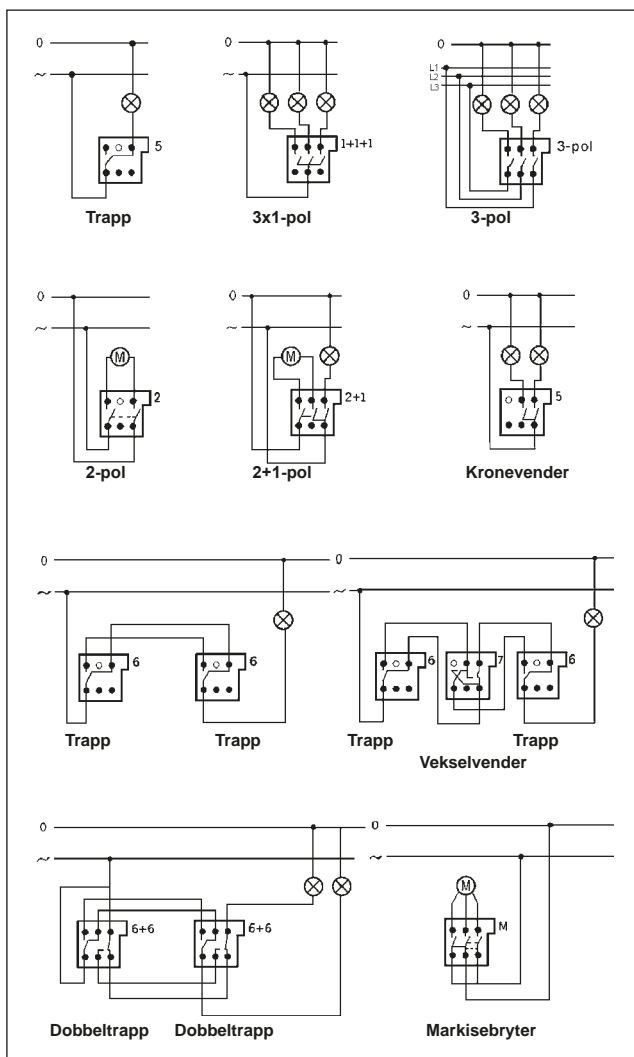 0 0 0
~ ~ L1
L2
L3
5 1+1+1 3-pol
Trapp 3x1-pol 3-pol
0 0 0
~ ~ ~
M M
2 2+1 5
2-pol 2+1-pol Kronevender
0 0
~ ~
6 6 6 7 6
Trapp Trapp Trapp Trapp
Vekselvender
0 0
~ ~
M
6+6 6+6 M
Dobbeltrapp Dobbeltrapp Markisebryter